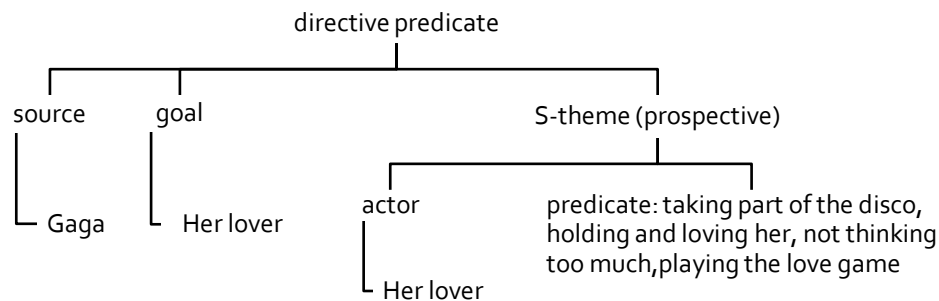 directive predicate
source
goal
S-theme (prospective)
Gaga
Her lover
actor
predicate: taking part of the disco,
holding and loving her, not thinking
too much,playing the love game
Her lover